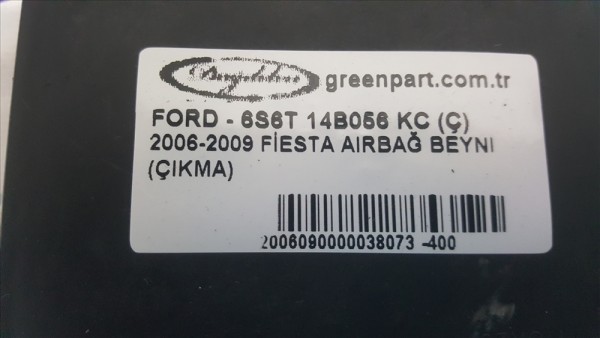 greenpart.com.tr
FORD - 6S6T 14B056 KC (Ç)
2006-2009 FİESTA AIRBAĞ BEYNI
(ÇIKMA)
2006090000038073 -400